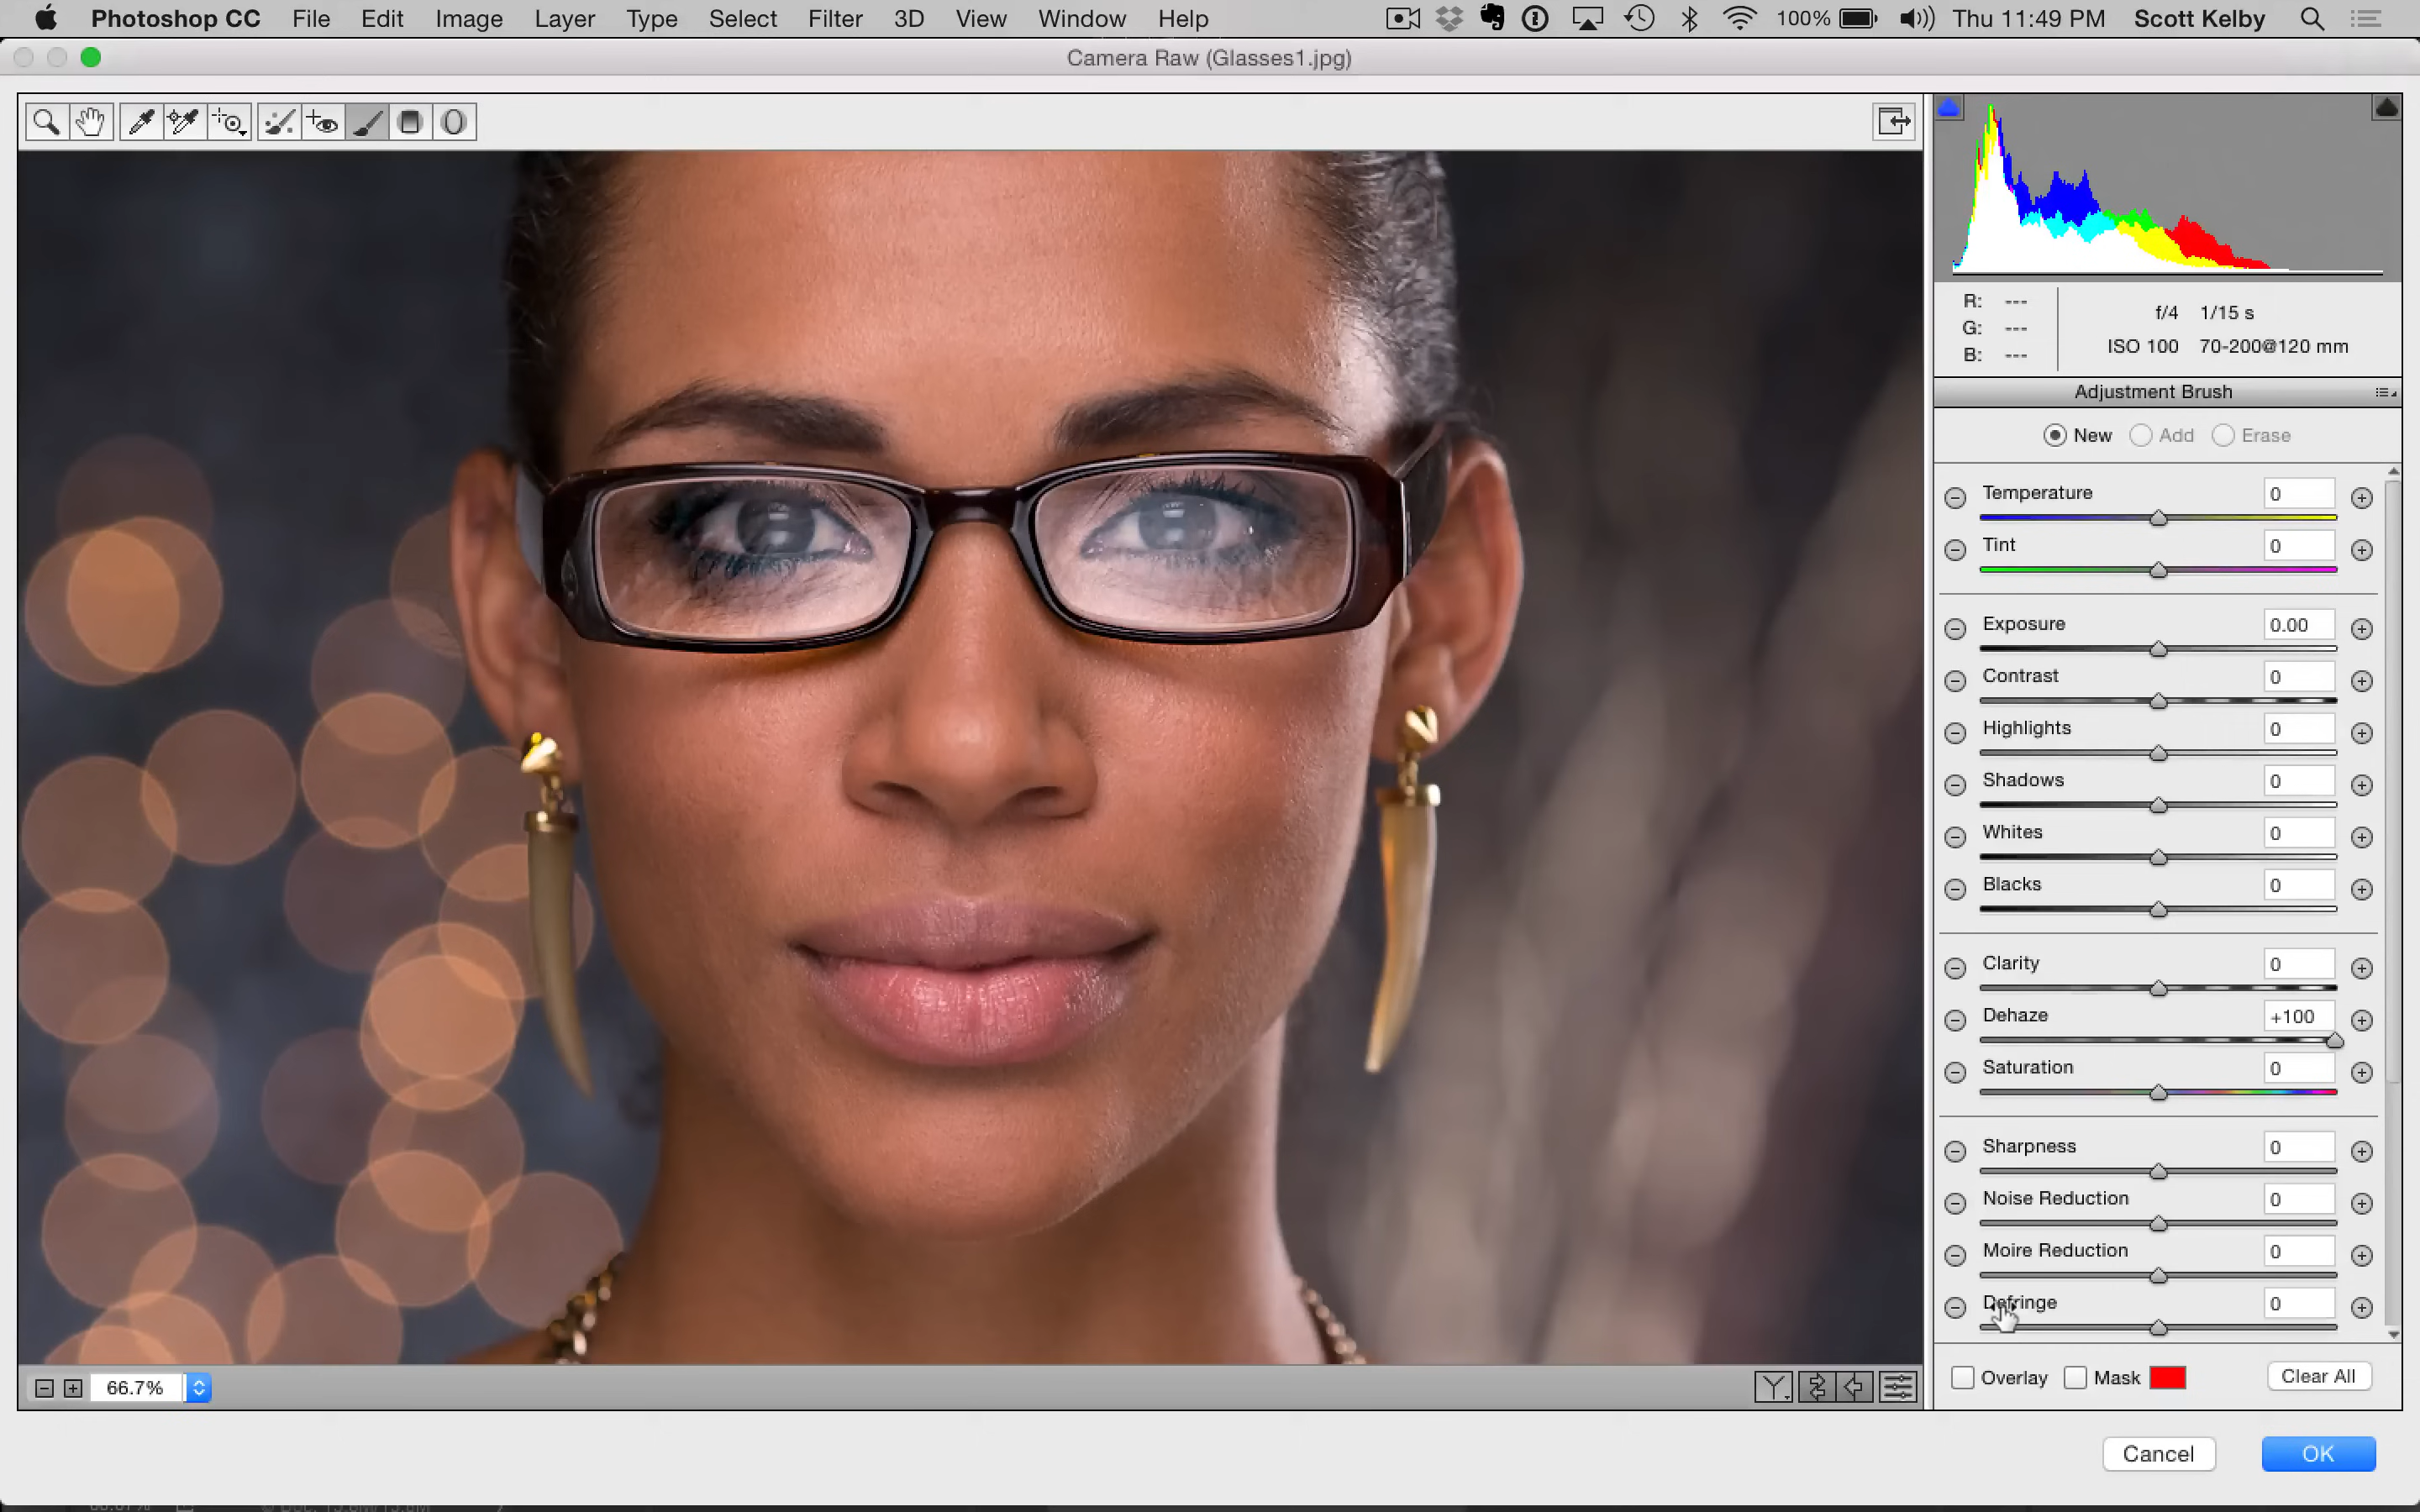 Photoshop CC File Edit Image Layer Type Select Filter 3D View Window Help 100% Thu 11:49 PM Scott Kelby
Camera Raw (Glasses1.jpg)
R: ---
G: ---
B: ---
f/4 1/15 s
ISO 100 70-200@120 mm
Adjustment Brush
New Add Erase
Temperature 0
Tint 0
Exposure 0.00
Contrast 0
Highlights 0
Shadows 0
Whites 0
Blacks 0
Clarity 0
Dehaze +100
Saturation 0
Sharpness 0
Noise Reduction 0
Moire Reduction 0
Defringe 0
66.7%
Y
Overlay Mask Clear All
Cancel OK